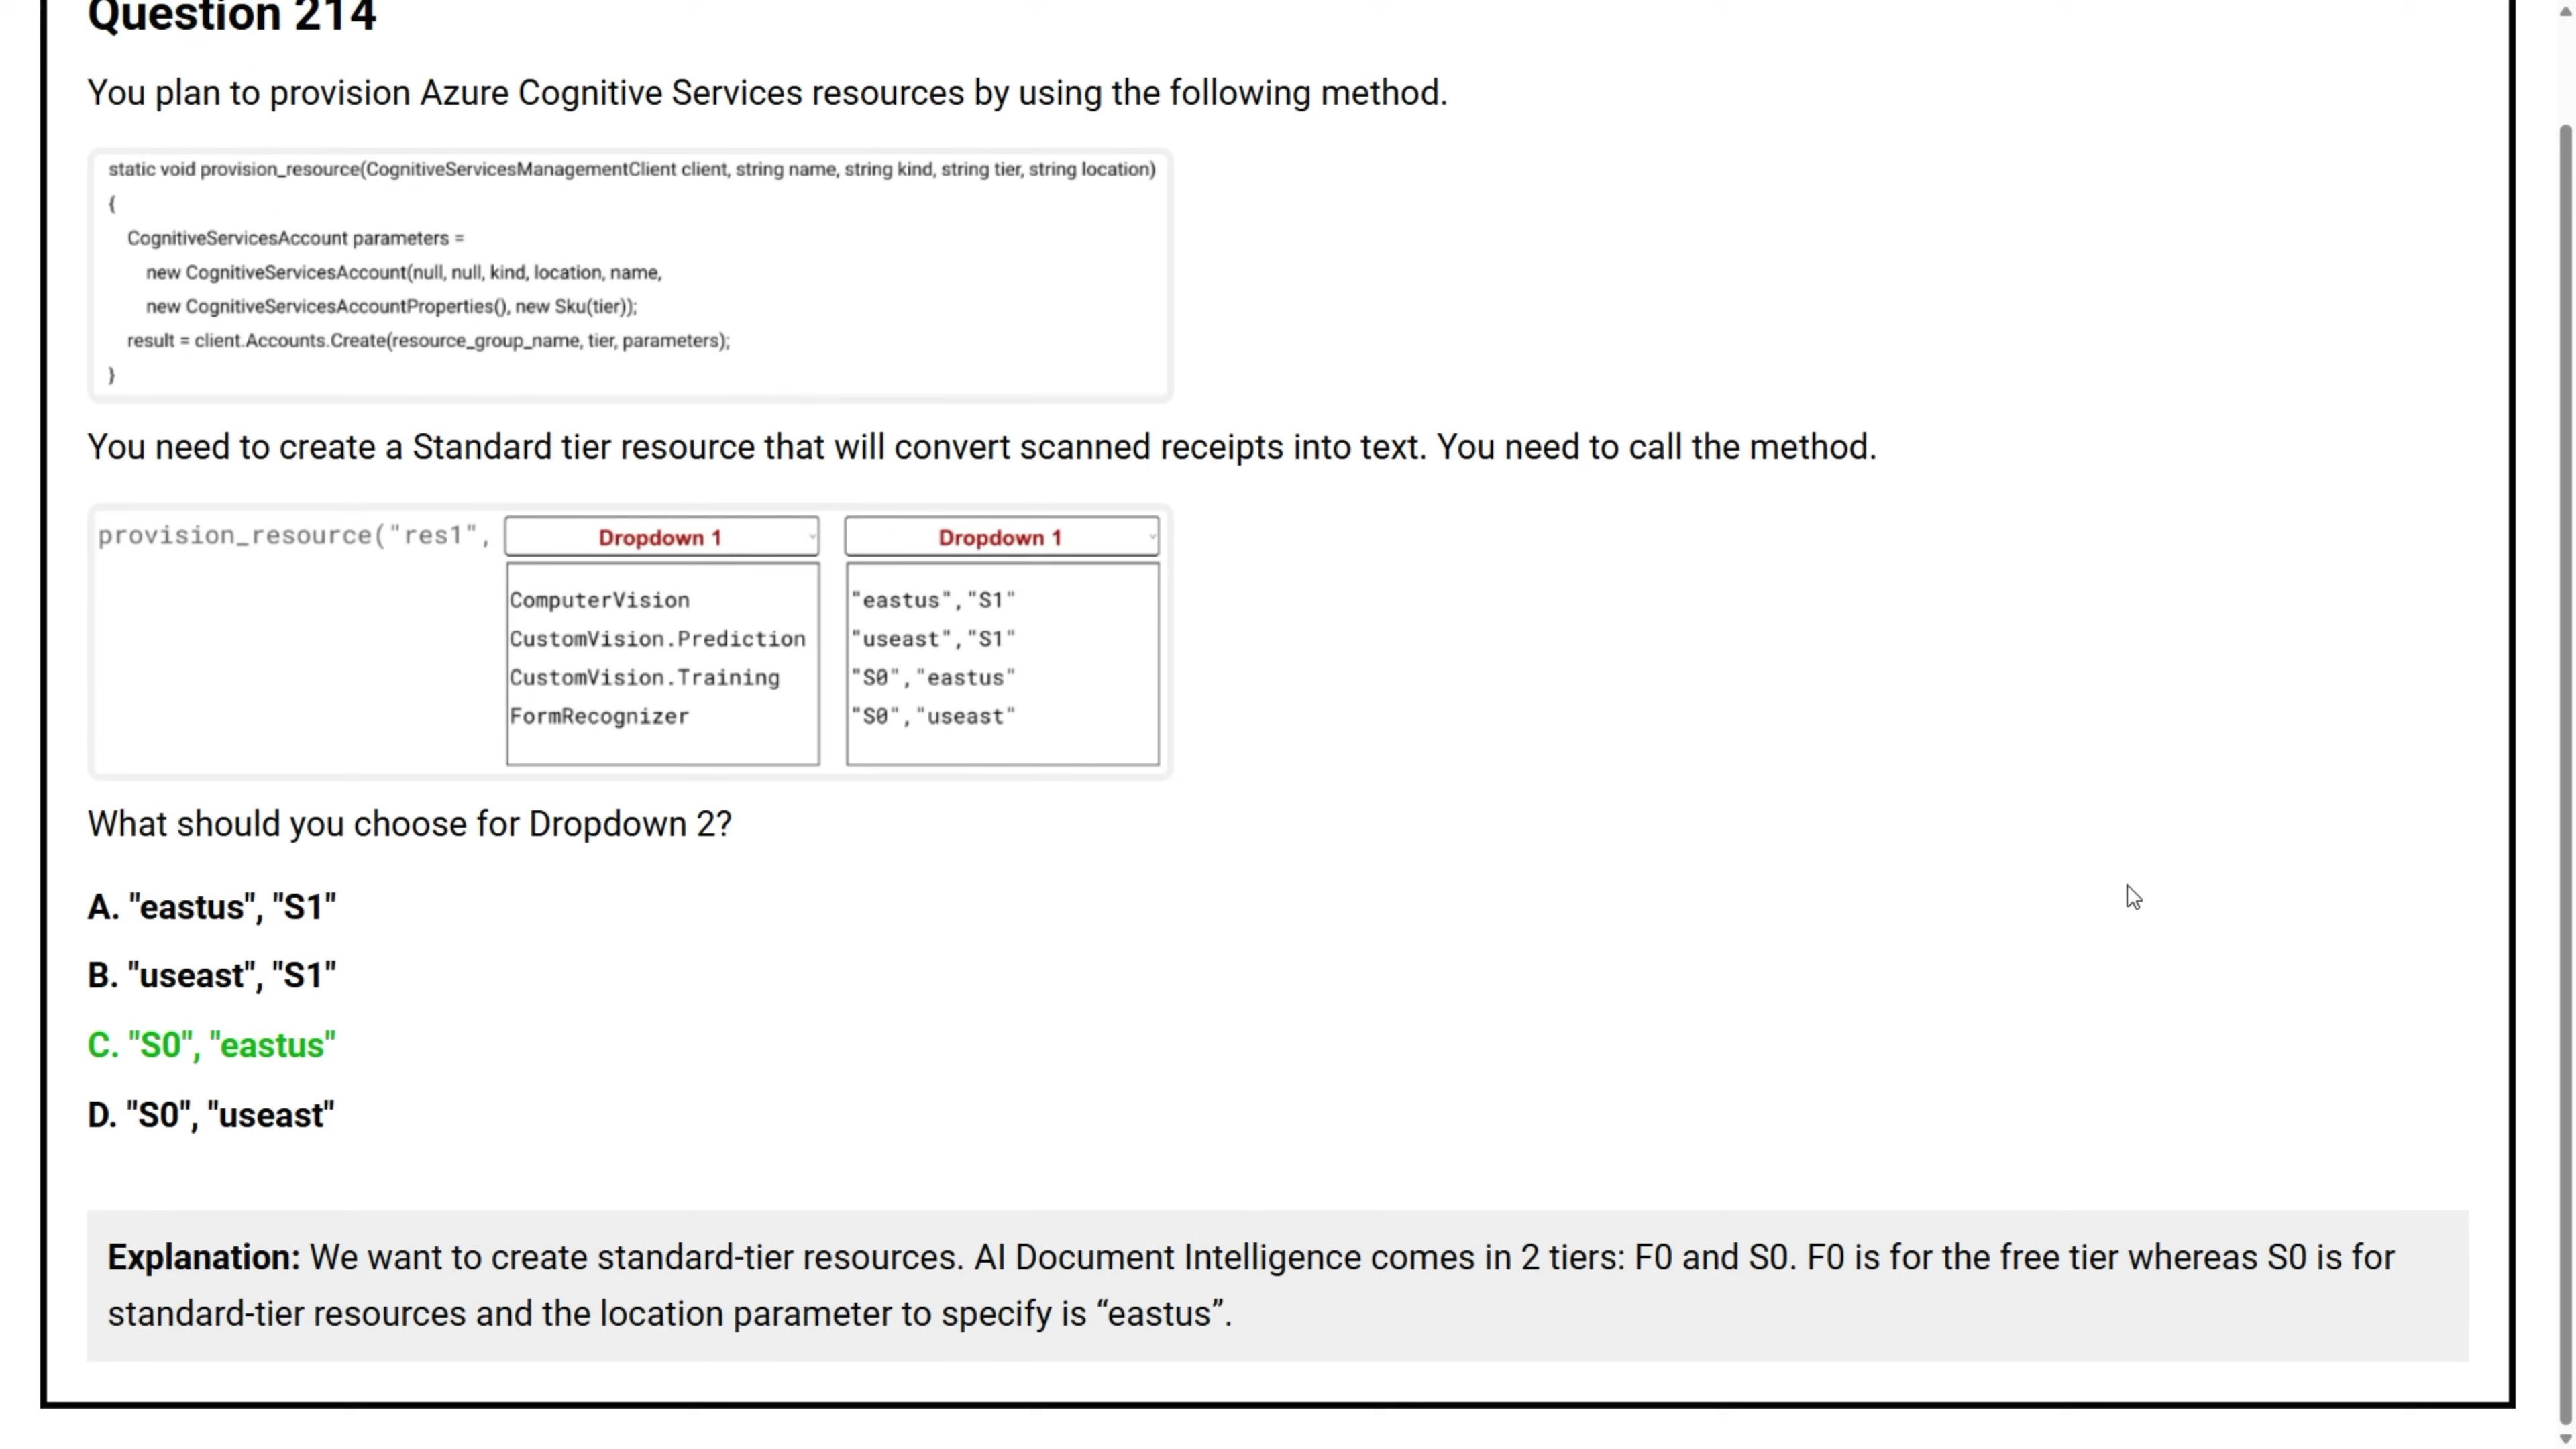 Question 214
You plan to provision Azure Cognitive Services resources by using the following method.
static void provision_resource(CognitiveServicesManagementClient client, string name, string kind, string tier, string location)
{
CognitiveServicesAccount parameters =
new CognitiveServicesAccount(null, null, kind, location, name,
new CognitiveServicesAccountProperties(), new Sku(tier));
result = client.Accounts.Create(resource_group_name, tier, parameters);
}
You need to create a Standard tier resource that will convert scanned receipts into text. You need to call the method.
provision_resource("res1", Dropdown 1 Dropdown 1
ComputerVision "eastus","S1"
CustomVision.Prediction "useast","S1"
CustomVision.Training "S0","eastus"
FormRecognizer "S0","useast"
What should you choose for Dropdown 2?
A. "eastus", "S1"
B. "useast", "S1"
C. "S0", "eastus"
D. "S0", "useast"
Explanation: We want to create standard-tier resources. AI Document Intelligence comes in 2 tiers: F0 and S0. F0 is for the free tier whereas S0 is for
standard-tier resources and the location parameter to specify is “eastus”.